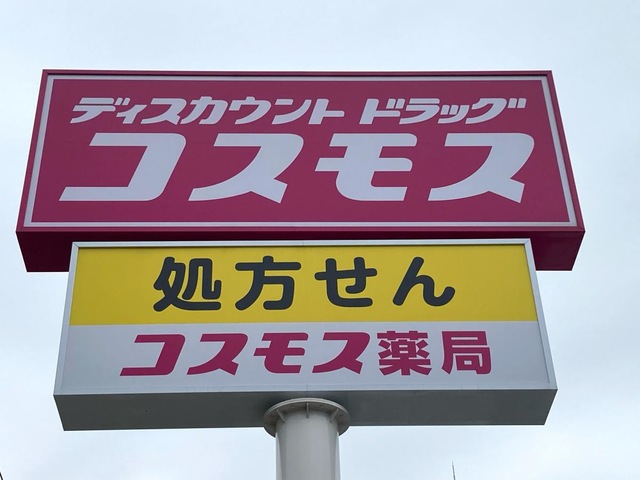 ディスカウント ドラッグ
コスモス
処方せん
コスモス薬局